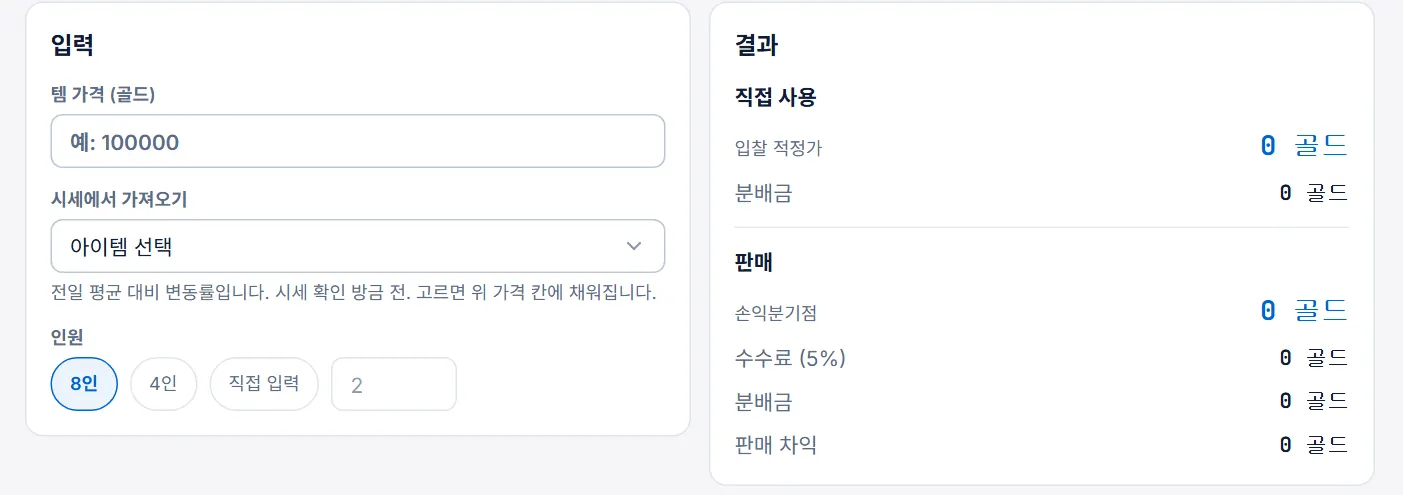 입력
템 가격 (골드)
예: 100000
시세에서 가져오기
아이템 선택
전일 평균 대비 변동률입니다. 시세 확인 방금 전. 고르면 위 가격 칸에 채워집니다.
인원
8인 4인 직접 입력 2
결과
직접 사용
입찰 적정가 0 골드
분배금 0 골드
판매
손익분기점 0 골드
수수료 (5%) 0 골드
분배금 0 골드
판매 차익 0 골드